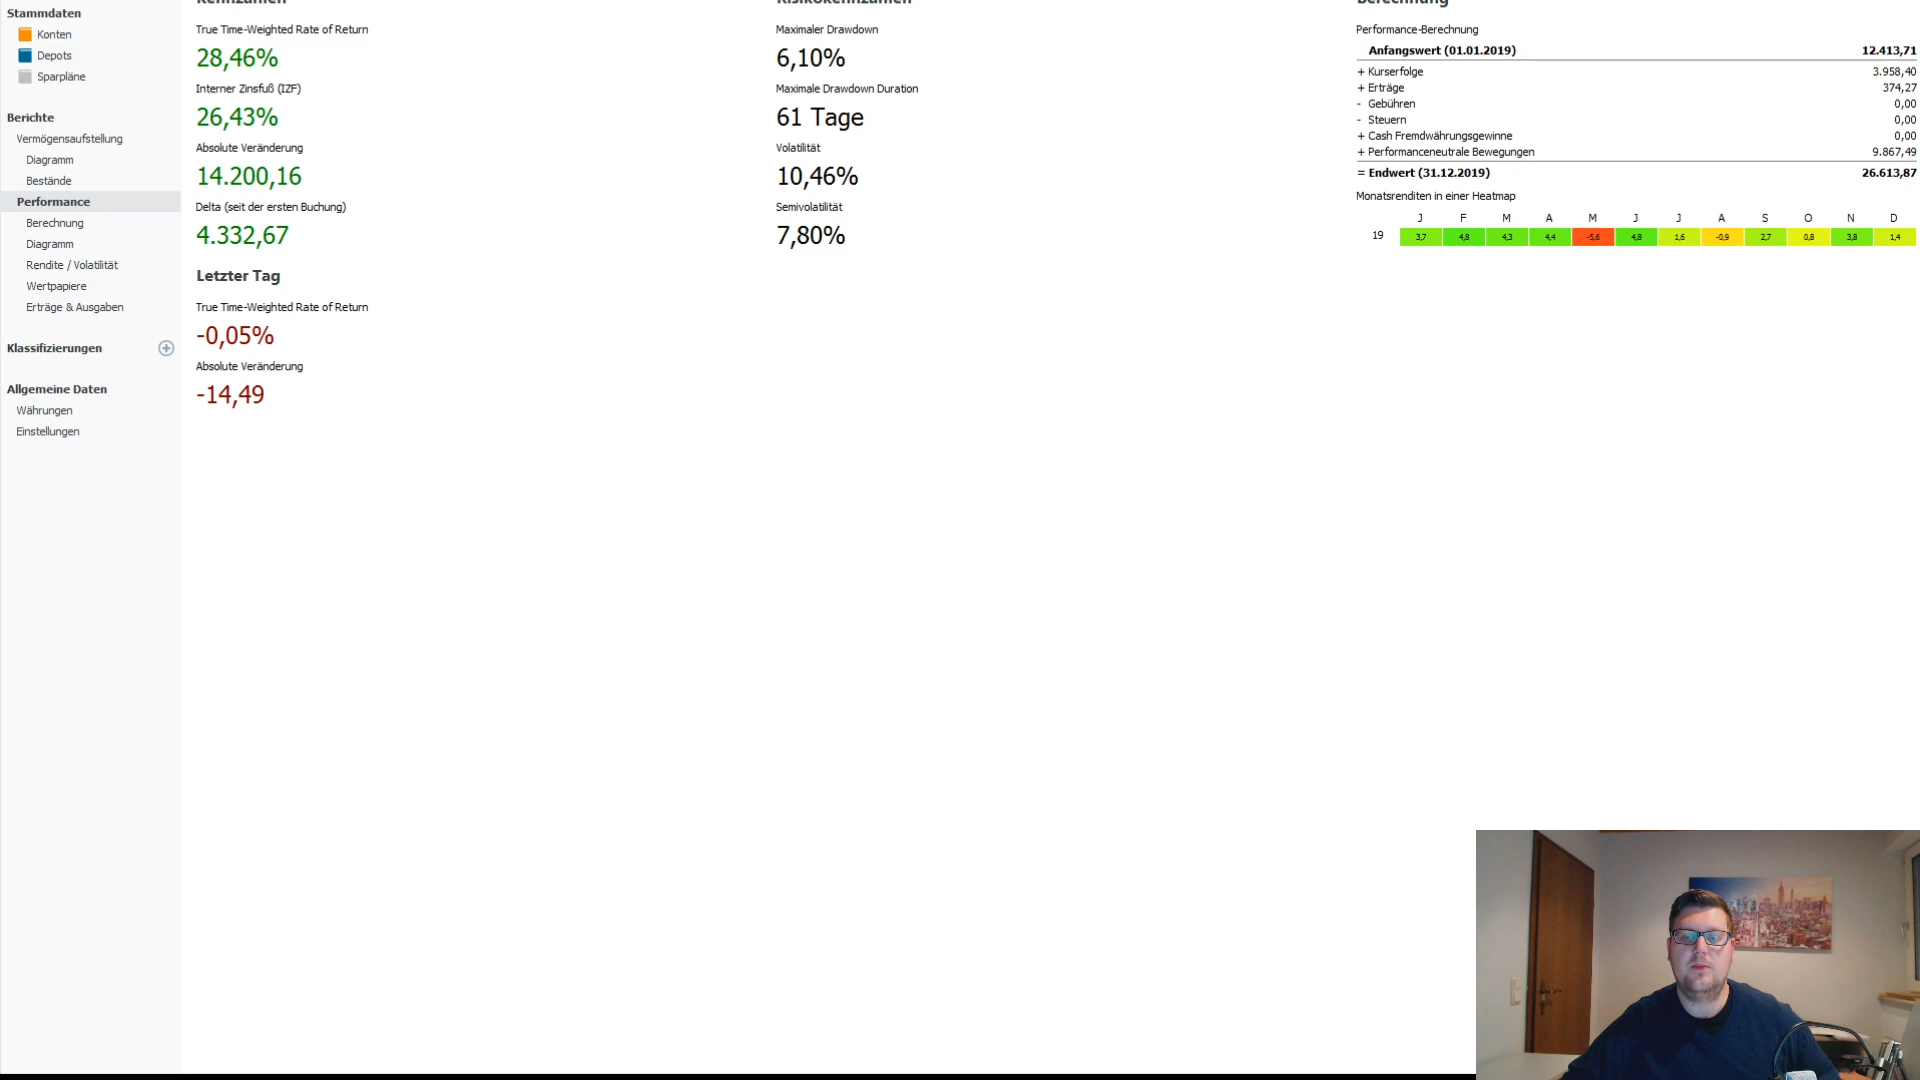 Stammdaten
Konten
Depots
Sparpläne
Berichte
Vermögensaufstellung
Diagramm
Bestände
Performance
Berechnung
Diagramm
Rendite / Volatilität
Wertpapiere
Erträge & Ausgaben
Klassifizierungen
Allgemeine Daten
Währungen
Einstellungen
Kennzahlen
True Time-Weighted Rate of Return
28,46%
Interner Zinsfuß (IZF)
26,43%
Absolute Veränderung
14.200,16
Delta (seit der ersten Buchung)
4.332,67
Letzter Tag
True Time-Weighted Rate of Return
-0,05%
Absolute Veränderung
-14,49
Risikokennzahlen
Maximaler Drawdown
6,10%
Maximale Drawdown Duration
61 Tage
Volatilität
10,46%
Semivolatilität
7,80%
Berechnung
Performance-Berechnung
Anfangswert (01.01.2019) 12.413,71
+ Kurserfolge 3.958,40
+ Erträge 374,27
- Gebühren 0,00
- Steuern 0,00
+ Cash Fremdwährungsgewinne 0,00
+ Performanceneutrale Bewegungen 9.867,49
= Endwert (31.12.2019) 26.613,87
Monatsrenditen in einer Heatmap
J F M A M J J A S O N D
19 3,7 4,8 4,3 4,4 -5,6 4,8 1,6 -0,9 2,7 0,8 3,8 1,4